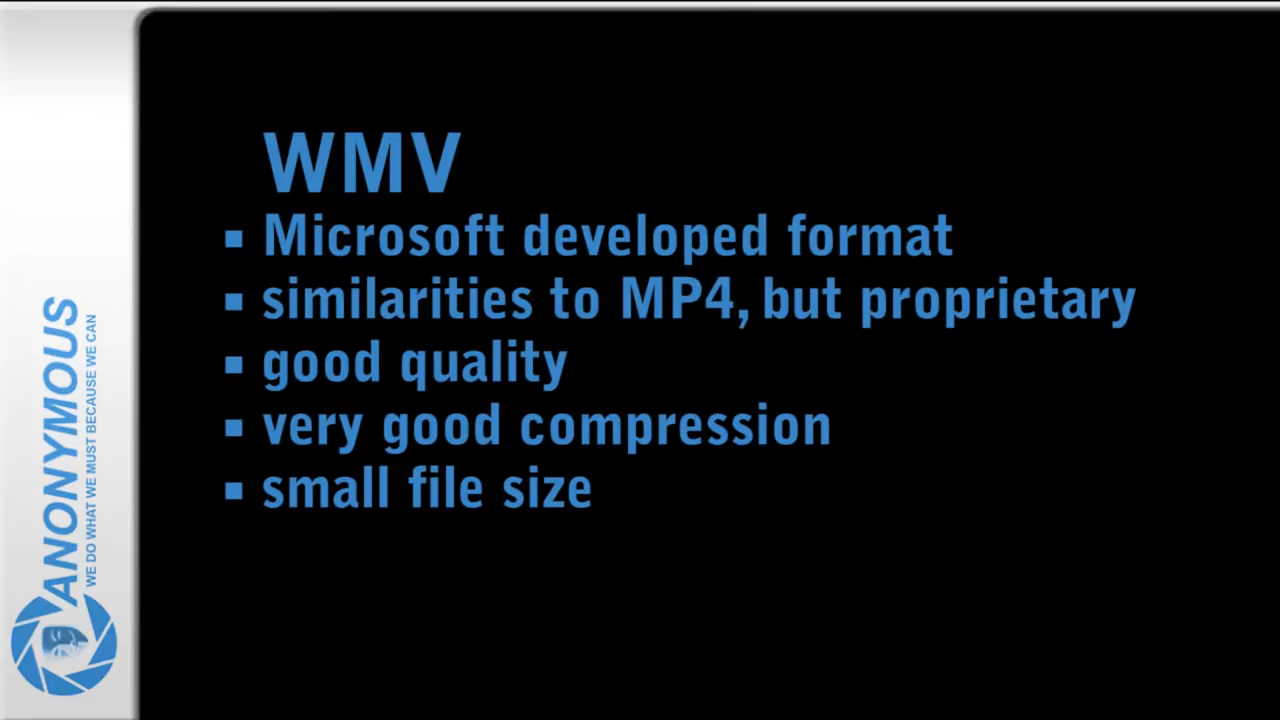 WMV
▪ Microsoft developed format
▪ similarities to MP4, but proprietary
▪ good quality
▪ very good compression
▪ small file size
ANONYMOUS
WE DO WHAT WE MUST BECAUSE WE CAN